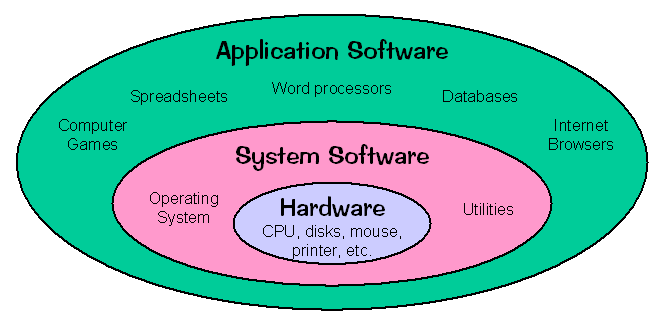 Application Software
Word processors
Spreadsheets
Databases
Computer
Games
Internet
Browsers
System Software
Operating
System
Utilities
Hardware
CPU, disks, mouse,
printer, etc.